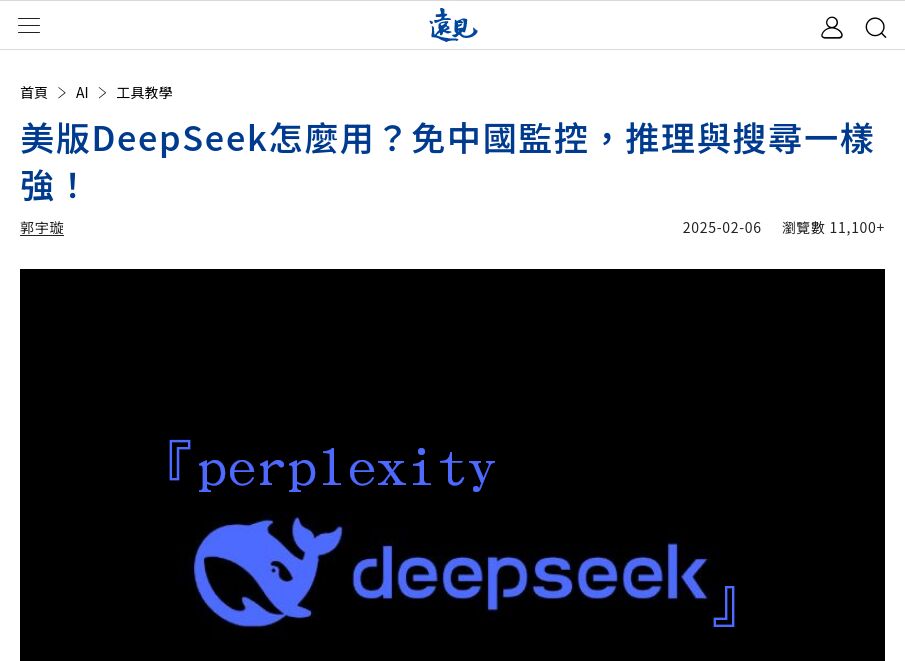 遠見
首頁 > AI > 工具教學
美版DeepSeek怎麼用？免中國監控，推理與搜尋一樣
強！
郭宇璇 2025-02-06 瀏覽數 11,100+
『perplexity
deepseek』